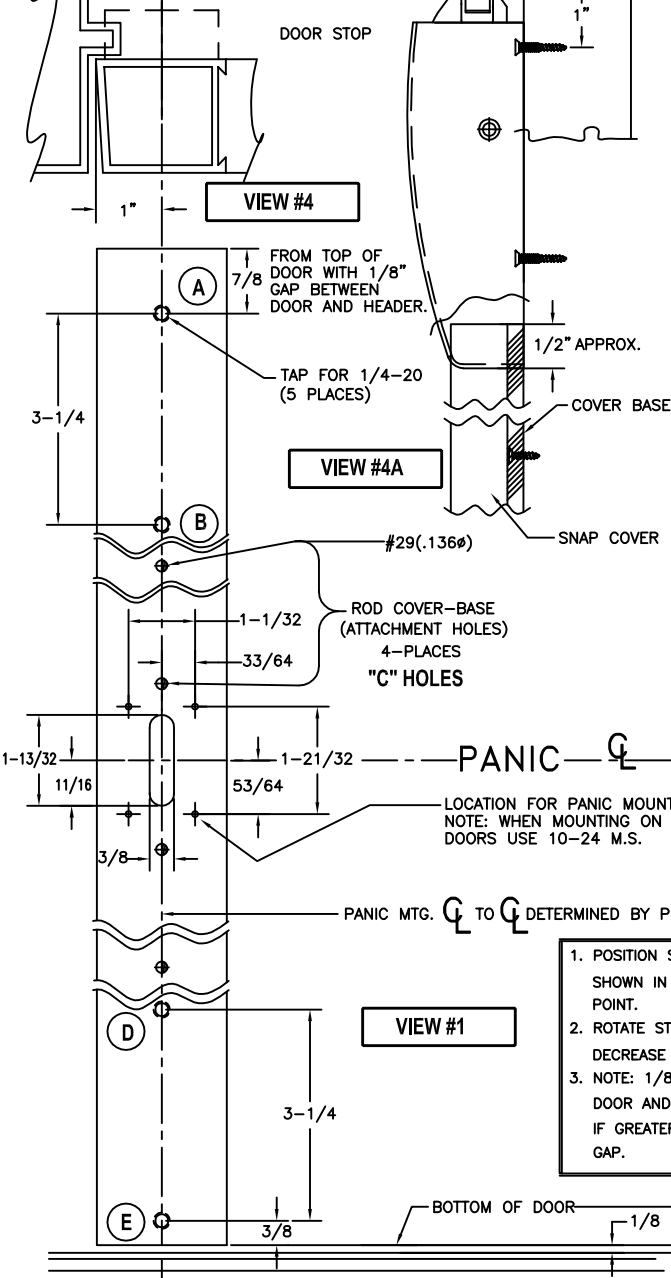 DOOR STOP
1"
1"
VIEW #4
A
7/8
FROM TOP OF
DOOR WITH 1/8"
GAP BETWEEN
DOOR AND HEADER.
1/2" APPROX.
TAP FOR 1/4-20
(5 PLACES)
3-1/4
COVER BASE
VIEW #4A
B
SNAP COVER
#29(.136ø)
1-1/32
ROD COVER-BASE
(ATTACHMENT HOLES)
4-PLACES
"C" HOLES
33/64
1-13/32
11/16
1-21/32
53/64
PANIC ℄
LOCATION FOR PANIC MOUNT
NOTE: WHEN MOUNTING ON
DOORS USE 10-24 M.S.
3/8
PANIC MTG. ℄ TO ℄ DETERMINED BY P
1. POSITION S
SHOWN IN
POINT.
2. ROTATE ST
DECREASE
3. NOTE: 1/8
DOOR AND
IF GREATER
GAP.
D
VIEW #1
3-1/4
E
3/8
BOTTOM OF DOOR
1/8